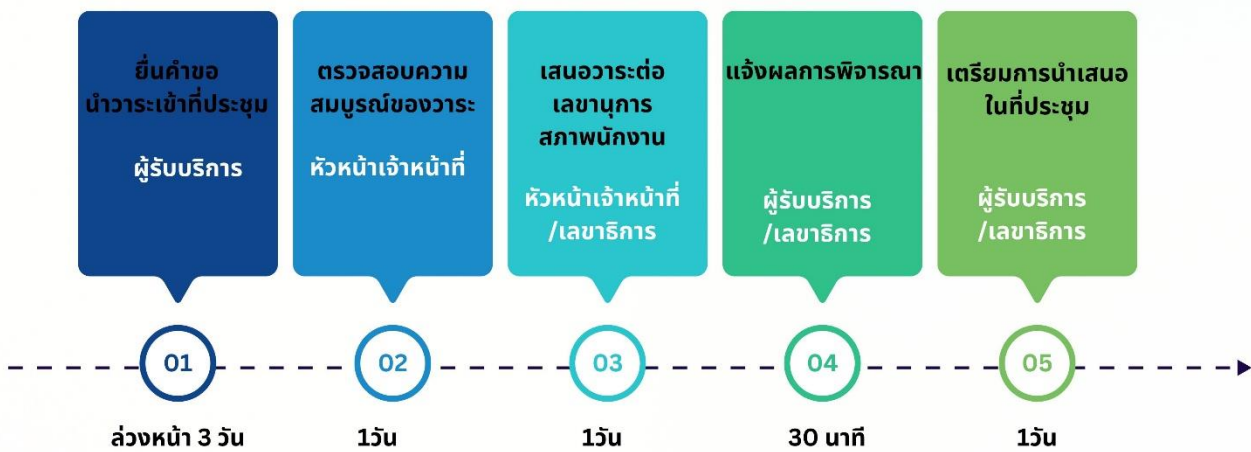 ยื่นคำขอ
นำวาระเข้าที่ประชุม
ผู้รับบริการ
ตรวจสอบความ
สมบูรณ์ของวาระ
หัวหน้าเจ้าหน้าที่
เสนอวาระต่อ
เลขานุการ
สภาพนักงาน
หัวหน้าเจ้าหน้าที่
/เลขาธิการ
แจ้งผลการพิจารณา
ผู้รับบริการ
/เลขาธิการ
เตรียมการนำเสนอ
ในที่ประชุม
ผู้รับบริการ
/เลขาธิการ
01
02
03
04
05
ล่วงหน้า 3 วัน
1วัน
1วัน
30 นาที
1วัน